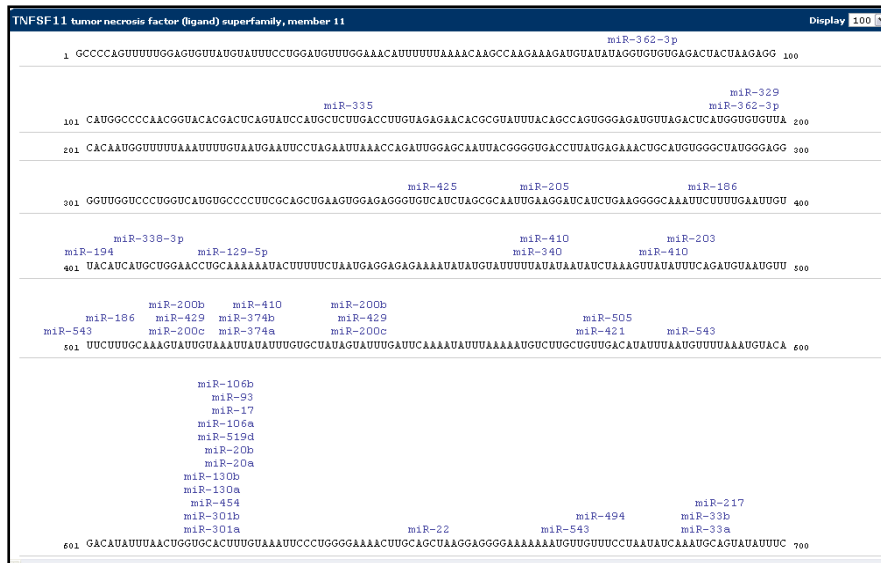 TNFSF11 tumor necrosis factor (ligand) superfamily, member 11 Display 100
miR-362-3p
1 GCCCCAGUUUUUGGAGUGUUAUGUAUUUCCUGGAUGUUUGGAAACAUUUUUUAAAACAAGCCAAGAAAGAUGUAUAUAGGUGUGUGAGACUACUAAGAGG 100
miR-329
miR-335 miR-362-3p
101 CAUGGCCCCAACGGUACACGACUCAGUAUCCAUGCUCUUGACCUUGUAGAGAACACGCGUAUUUACAGCCAGUGGGAGAUGUUAGACUCAUGGUGUGUUA 200
201 CACAAUGGUUUUUAAAUUUUGUAAUGAAUUCCUAGAAUUAAACCAGAUUGGAGCAAUUACGGGGUGACCUUAUGAGAAACUGCAUGUGGGCUAUGGGAGG 300
miR-425 miR-205 miR-186
301 GGUUGGUCCCUGGUCAUGUGCCCCUUCGCAGCUGAAGUGGAGAGGGUGUCAUCUAGCGCAAUUGAAGGAUCAUCUGAAGGGGCAAAUUCUUUUGAAUUGU 400
miR-338-3p miR-410 miR-203
miR-194 miR-129-5p miR-340 miR-410
401 UACAUCAUGCUGGAACCUGCAAAAAAUACUUUUUCUAAUGAGGAGAGAAAAUAUAUGUAUUUUUAUAUAAUAUCUAAAGUUAUAUUUCAGAUGUAAUGUU 500
miR-200b miR-410 miR-200b
miR-186 miR-429 miR-374b miR-429 miR-505
miR-543 miR-200c miR-374a miR-200c miR-421 miR-543
501 UUCUUUGCAAAGUAUUGUAAAUUAUAUUUGUGCUAUAGUAUUUGAUUCAAAAUAUUUAAAAAUGUCUUGCUGUUGACAUAUUUAAUGUUUUAAAUGUACA 600
miR-106b
miR-93
miR-17
miR-106a
miR-519d
miR-20b
miR-20a
miR-130b
miR-130a
miR-454 miR-217
miR-301b miR-494 miR-33b
miR-301a miR-22 miR-543 miR-33a
601 GACAUAUUUAACUGGUGCACUUUGUAAAUUCCCUGGGGAAAACUUGCAGCUAAGGAGGGGAAAAAAAUGUUGUUUCCUAAUAUCAAAUGCAGUAUAUUUC 700